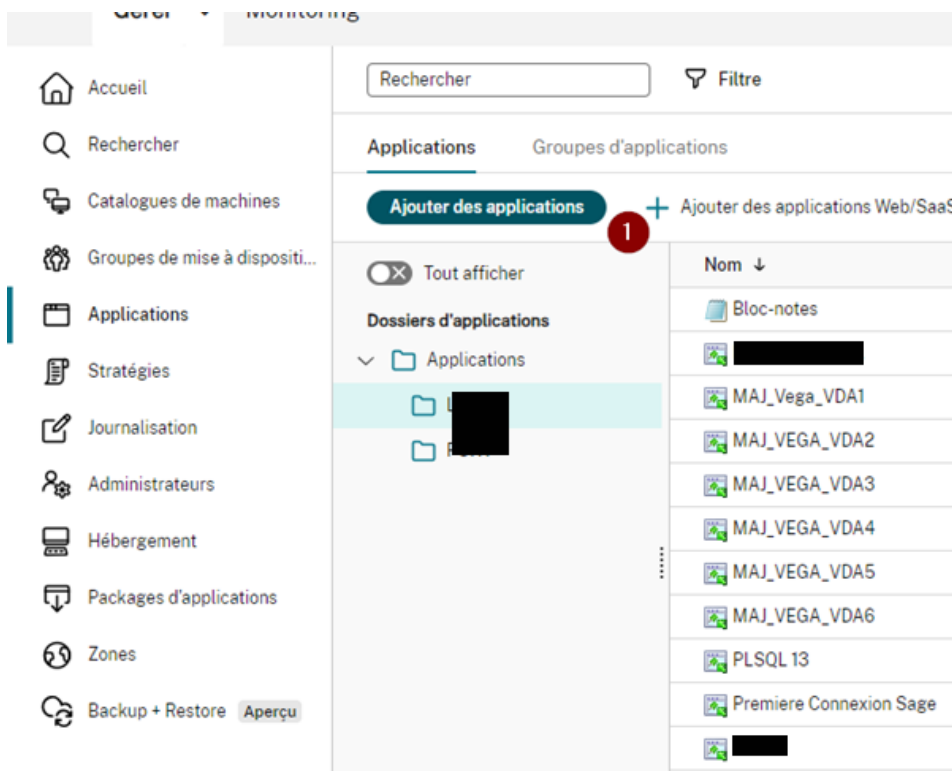 Gérer Monitoring
Accueil
Rechercher
Catalogues de machines
Groupes de mise à dispositi...
Applications
Stratégies
Journalisation
Administrateurs
Hébergement
Packages d'applications
Zones
Backup + Restore Aperçu
Rechercher Filtre
Applications Groupes d'applications
Ajouter des applications 1 + Ajouter des applications Web/SaaS
Tout afficher
Dossiers d'applications
Applications
Nom ↓
Bloc-notes
MAJ_Vega_VDA1
MAJ_VEGA_VDA2
MAJ_VEGA_VDA3
MAJ_VEGA_VDA4
MAJ_VEGA_VDA5
MAJ_VEGA_VDA6
PLSQL 13
Premiere Connexion Sage